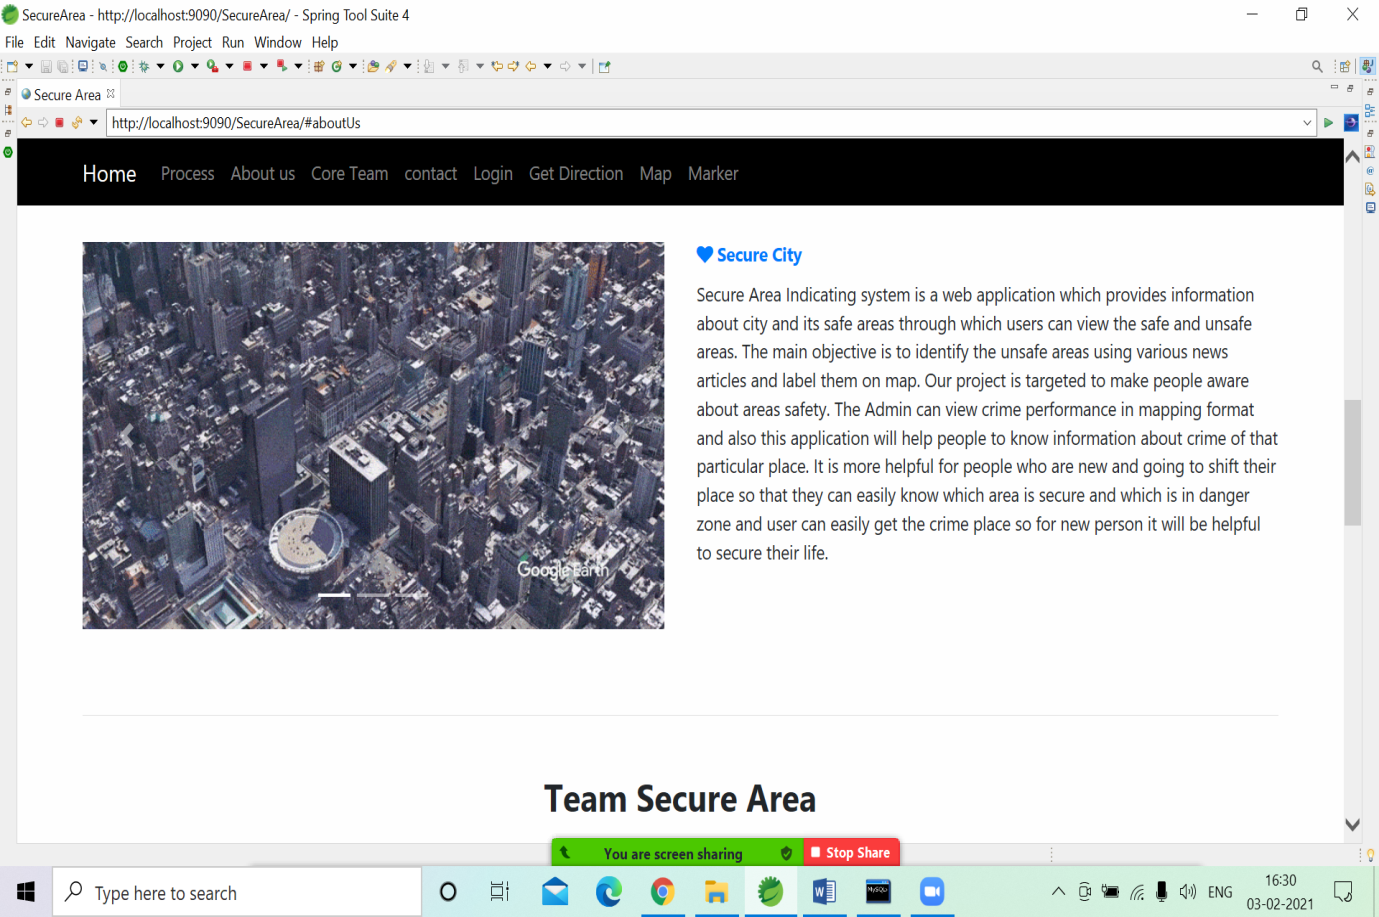 SecureArea - http://localhost:9090/SecureArea/ - Spring Tool Suite 4
File Edit Navigate Search Project Run Window Help
Secure Area
http://localhost:9090/SecureArea/#aboutUs
Home Process About us Core Team contact Login Get Direction Map Marker
Secure City
Secure Area Indicating system is a web application which provides information
about city and its safe areas through which users can view the safe and unsafe
areas. The main objective is to identify the unsafe areas using various news
articles and label them on map. Our project is targeted to make people aware
about areas safety. The Admin can view crime performance in mapping format
and also this application will help people to know information about crime of that
particular place. It is more helpful for people who are new and going to shift their
place so that they can easily know which area is secure and which is in danger
zone and user can easily get the crime place so for new person it will be helpful
to secure their life.
Google Earth
Team Secure Area
You are screen sharing Stop Share
Type here to search
MySQL
ENG
16:30
03-02-2021